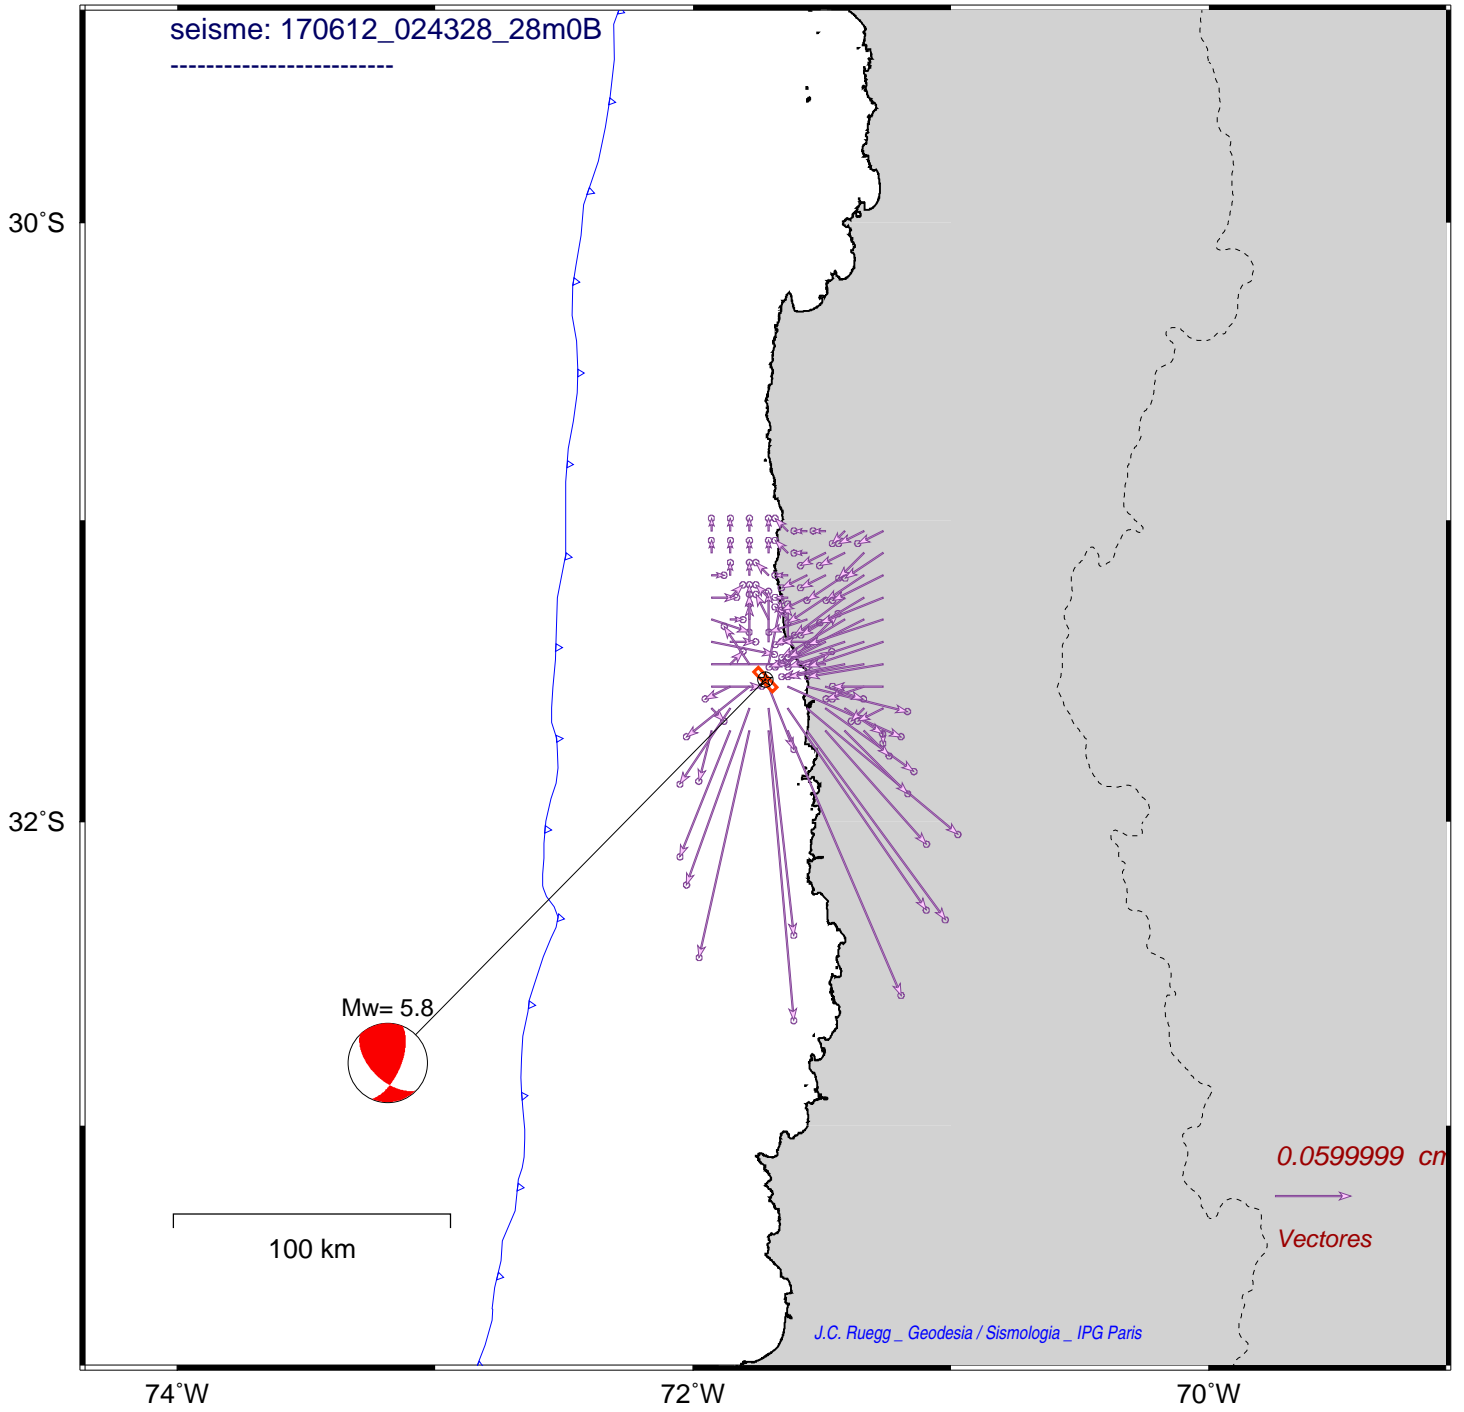 seisme: 170612_024328_28m0B
-------------------------
30°S
32°S
Mw= 5.8
0.0599999 cm
Vectores
100 km
J.C. Ruegg _ Geodesia / Sismologia _ IPG Paris
74°W
72°W
70°W